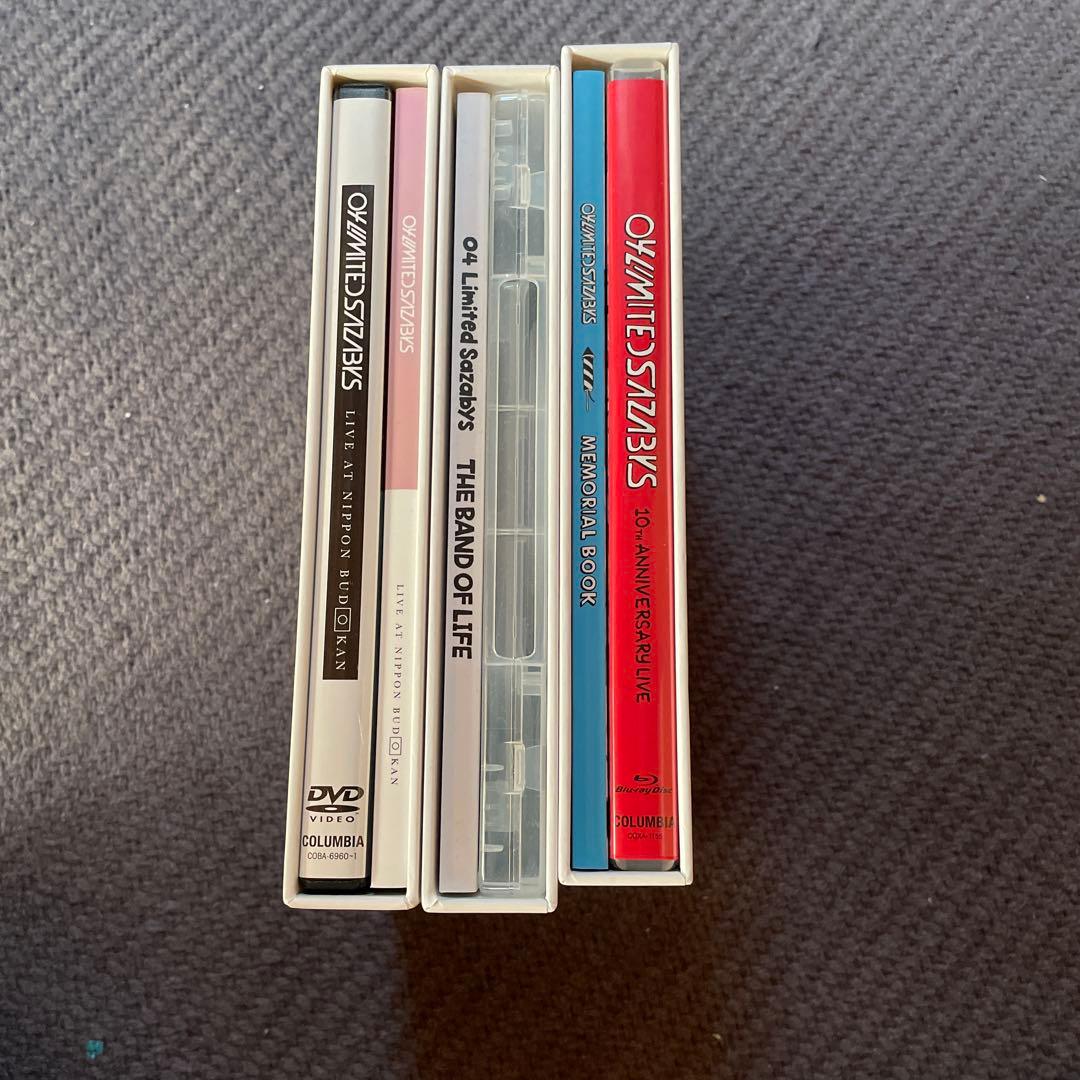 04 LIMITED SAZABYS
LIVE AT NIPPON BUDOKAN
DVD
VIDEO
COLUMBIA
COBA-6960~1
04 LIMITED SAZABYS
LIVE AT NIPPON BUDOKAN
04 Limited Sazabys THE BAND OF LIFE
04 LIMITED SAZABYS
MEMORIAL BOOK
04 LIMITED SAZABYS
10TH ANNIVERSARY LIVE
Blu-ray Disc
COLUMBIA